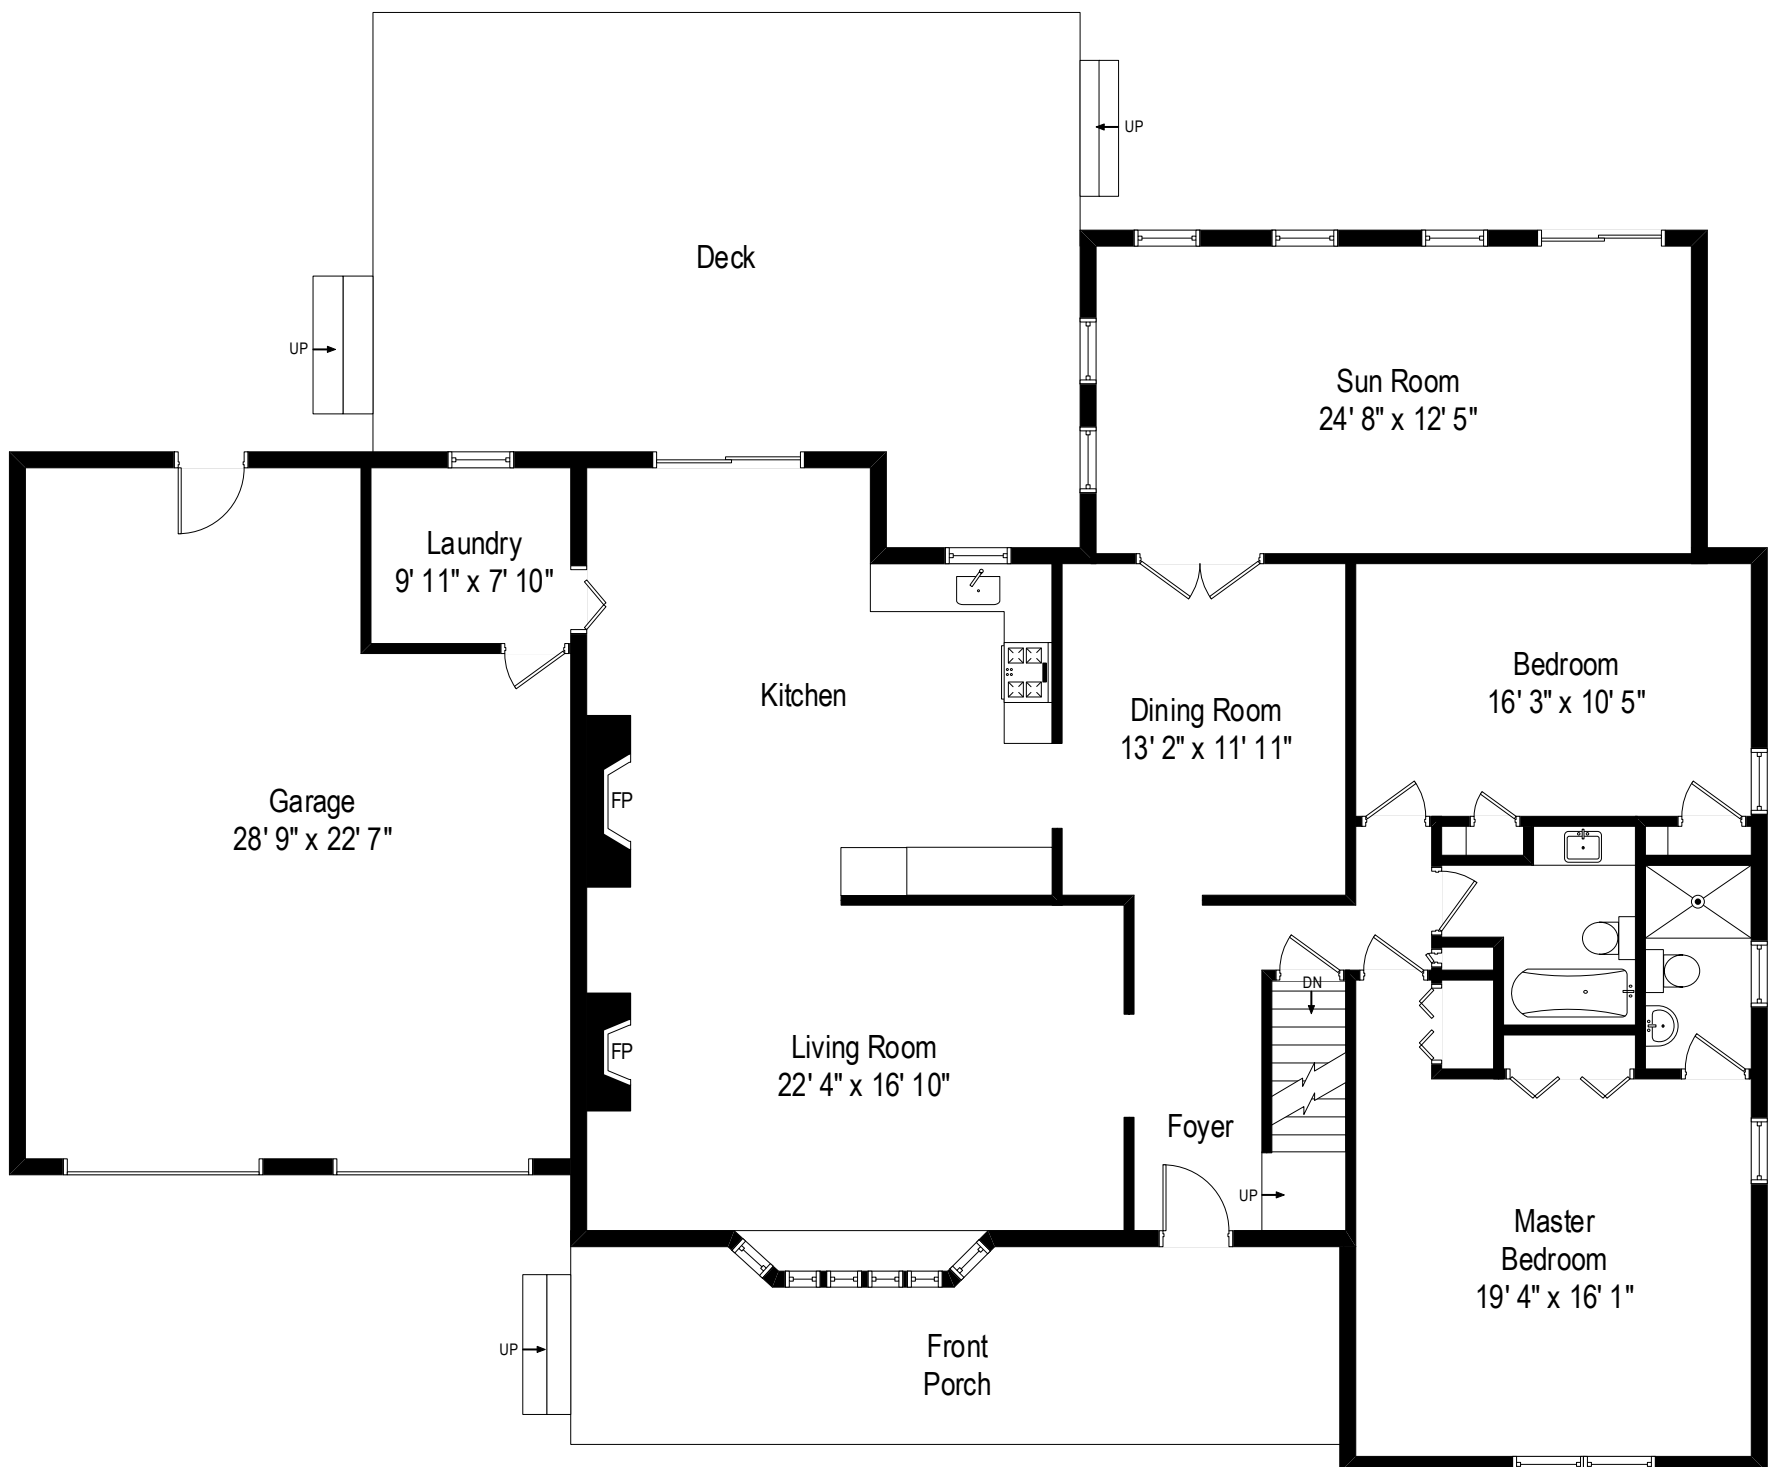 UP
Deck
UP
Sun Room
24' 8" x 12' 5"
Laundry
9' 11" x 7' 10"
Kitchen
Dining Room
13' 2" x 11' 11"
Bedroom
16' 3" x 10' 5"
Garage
28' 9" x 22' 7"
FP
DN
Living Room
22' 4" x 16' 10"
FP
Foyer
UP
Master
Bedroom
19' 4" x 16' 1"
UP
Front
Porch